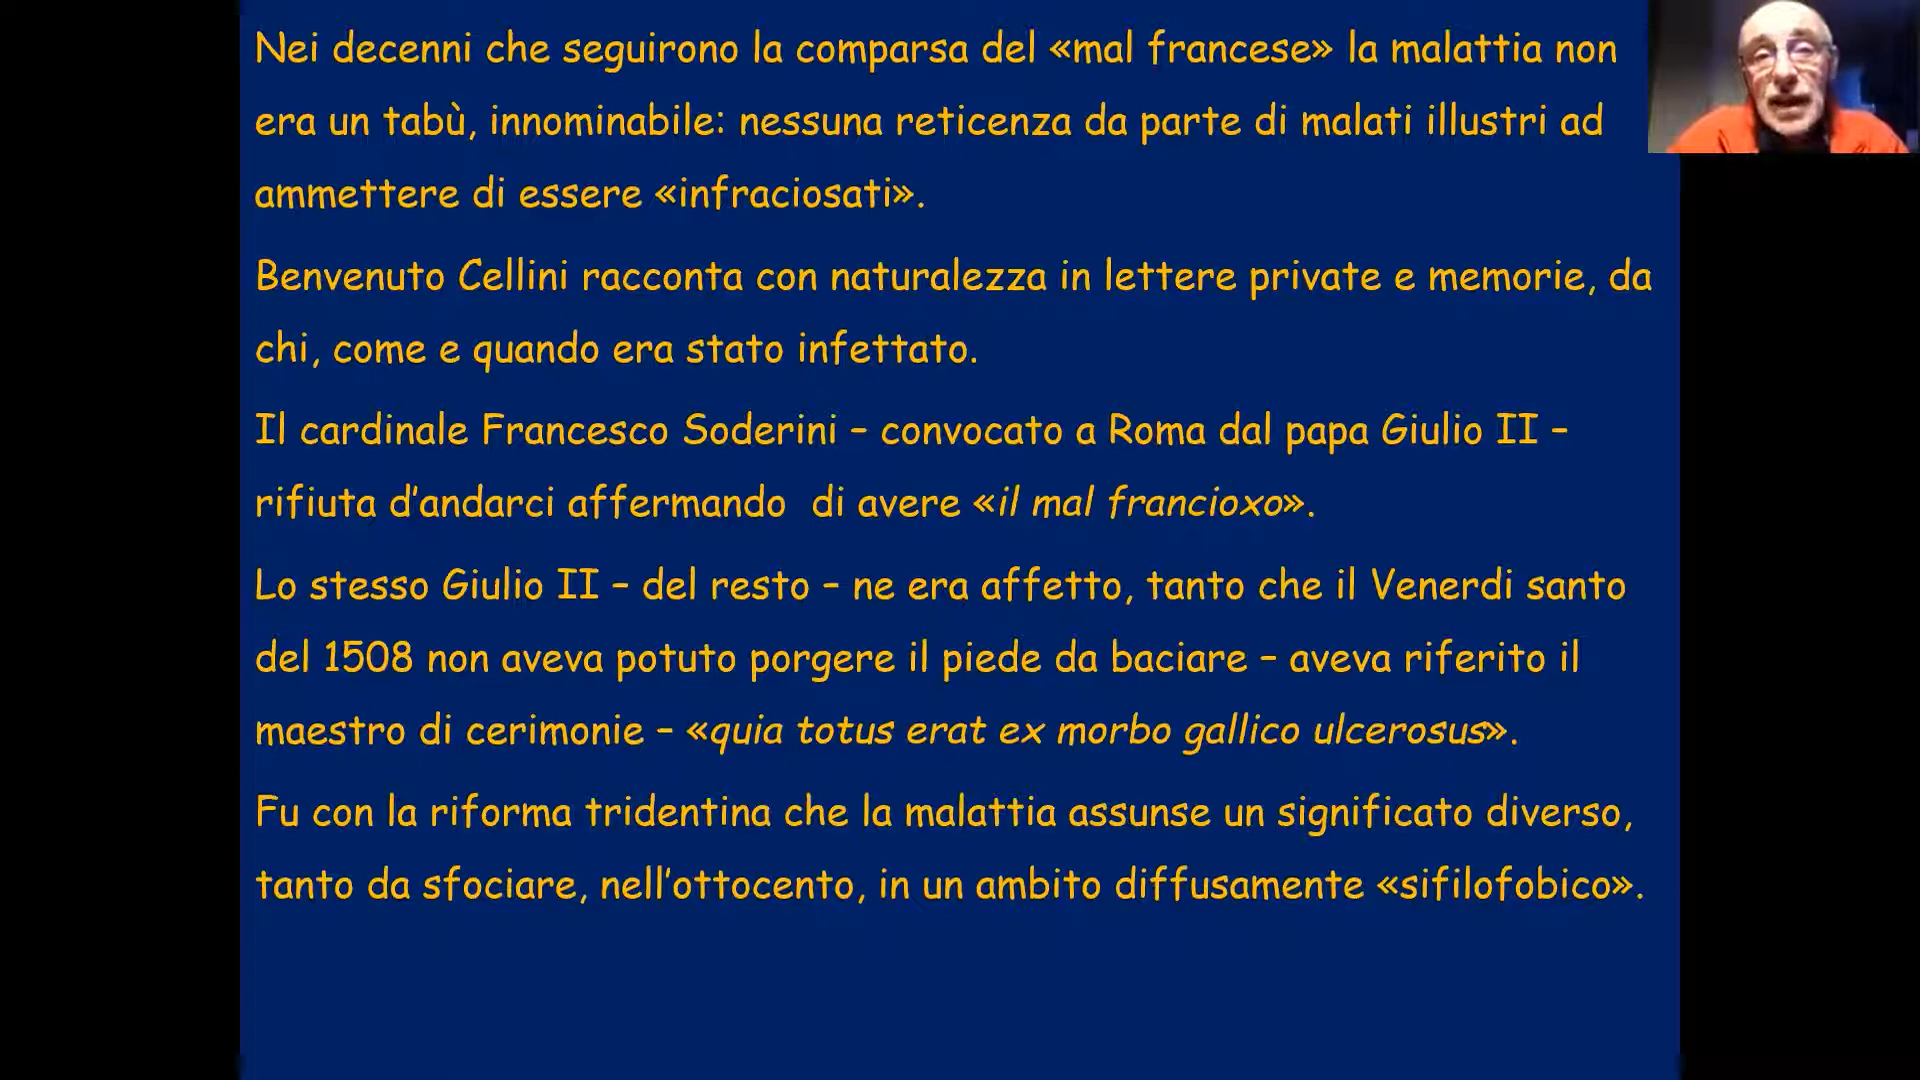 Nei decenni che seguirono la comparsa del «mal francese» la malattia non
era un tabù, innominabile: nessuna reticenza da parte di malati illustri ad
ammettere di essere «infraciosati».
Benvenuto Cellini racconta con naturalezza in lettere private e memorie, da
chi, come e quando era stato infettato.
Il cardinale Francesco Soderini – convocato a Roma dal papa Giulio II –
rifiuta d’andarci affermando  di avere «il mal francioxo».
Lo stesso Giulio II – del resto – ne era affetto, tanto che il Venerdi santo
del 1508 non aveva potuto porgere il piede da baciare – aveva riferito il
maestro di cerimonie – «quia totus erat ex morbo gallico ulcerosus».
Fu con la riforma tridentina che la malattia assunse un significato diverso,
tanto da sfociare, nell’ottocento, in un ambito diffusamente «sifilofobico».